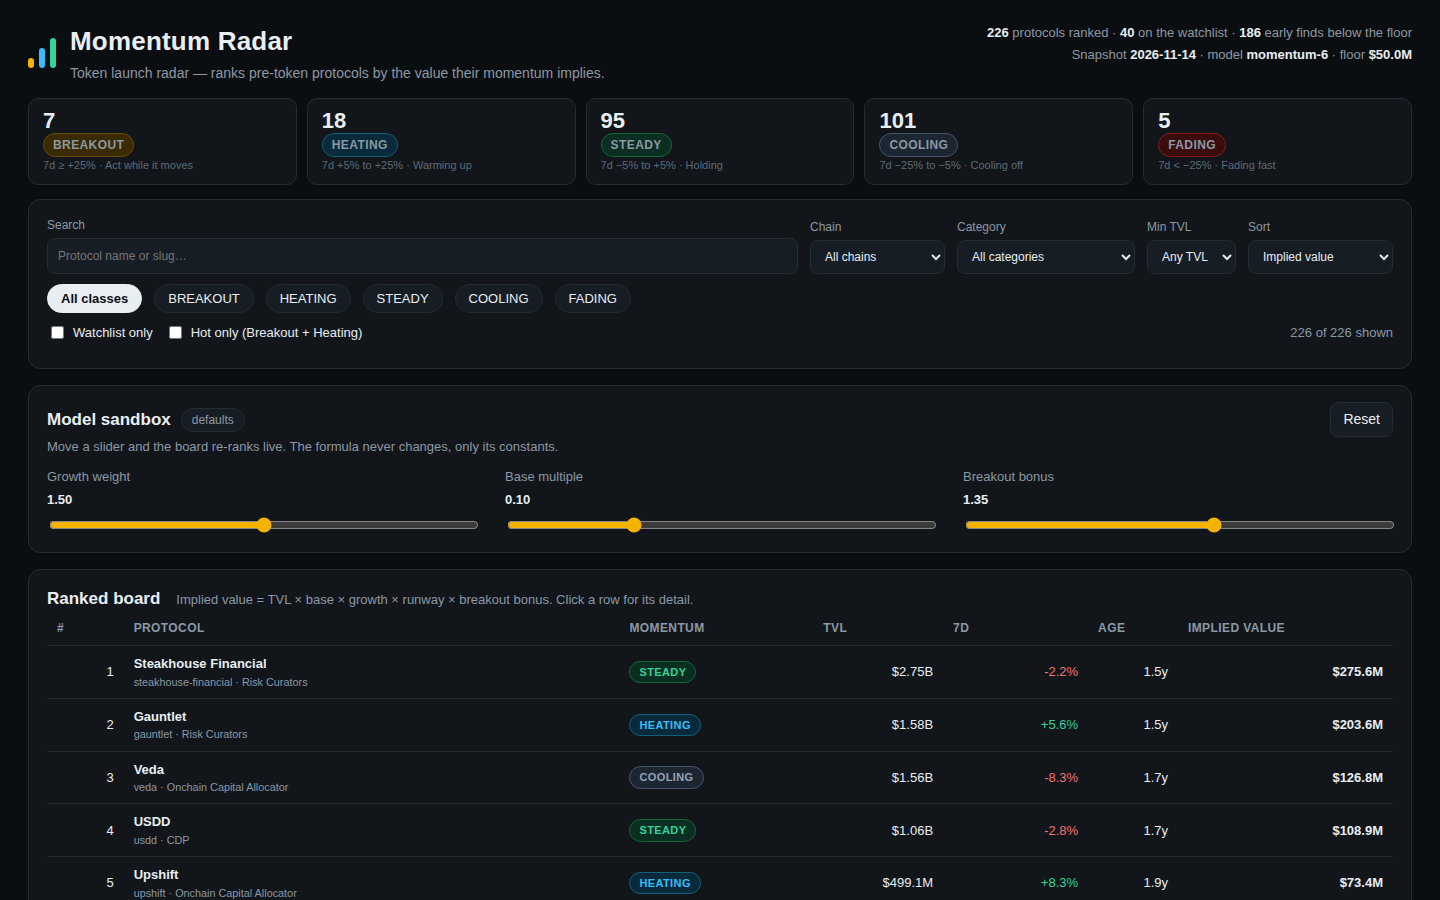 Momentum Radar
Token launch radar — ranks pre-token protocols by the value their momentum implies.
226 protocols ranked · 40 on the watchlist · 186 early finds below the floor
Snapshot 2026-11-14 · model momentum-6 · floor $50.0M
7
BREAKOUT
7d ≥ +25% · Act while it moves
18
HEATING
7d +5% to +25% · Warming up
95
STEADY
7d −5% to +5% · Holding
101
COOLING
7d −25% to −5% · Cooling off
5
FADING
7d < −25% · Fading fast
Search
Protocol name or slug…
Chain
All chains
Category
All categories
Min TVL
Any TVL
Sort
Implied value
All classes BREAKOUT HEATING STEADY COOLING FADING
Watchlist only Hot only (Breakout + Heating) 226 of 226 shown
Model sandbox defaults Reset
Move a slider and the board re-ranks live. The formula never changes, only its constants.
Growth weight
1.50
Base multiple
0.10
Breakout bonus
1.35
Ranked board Implied value = TVL × base × growth × runway × breakout bonus. Click a row for its detail.
# PROTOCOL MOMENTUM TVL 7D AGE IMPLIED VALUE
1 Steakhouse Financial STEADY $2.75B -2.2% 1.5y $275.6M
steakhouse-financial · Risk Curators
2 Gauntlet HEATING $1.58B +5.6% 1.5y $203.6M
gauntlet · Risk Curators
3 Veda COOLING $1.56B -8.3% 1.7y $126.8M
veda · Onchain Capital Allocator
4 USDD STEADY $1.06B -2.8% 1.7y $108.9M
usdd · CDP
5 Upshift HEATING $499.1M +8.3% 1.9y $73.4M
upshift · Onchain Capital Allocator